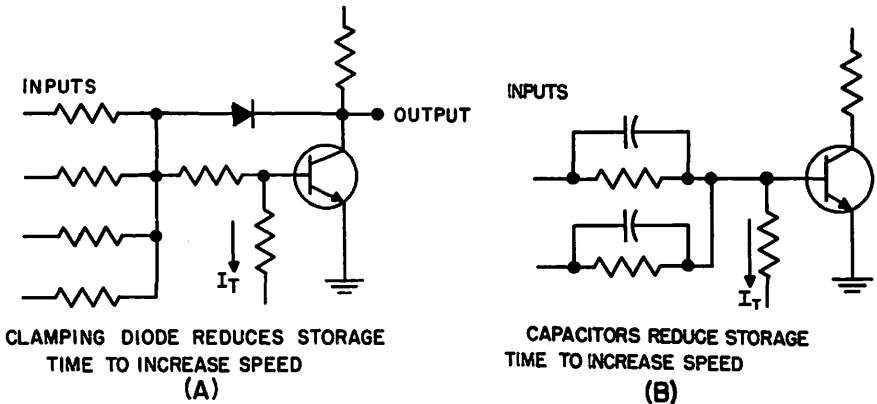 INPUTS
OUTPUT
I_T
CLAMPING DIODE REDUCES STORAGE
TIME TO INCREASE SPEED
(A)
INPUTS
I_T
CAPACITORS REDUCE STORAGE
TIME TO INCREASE SPEED
(B)